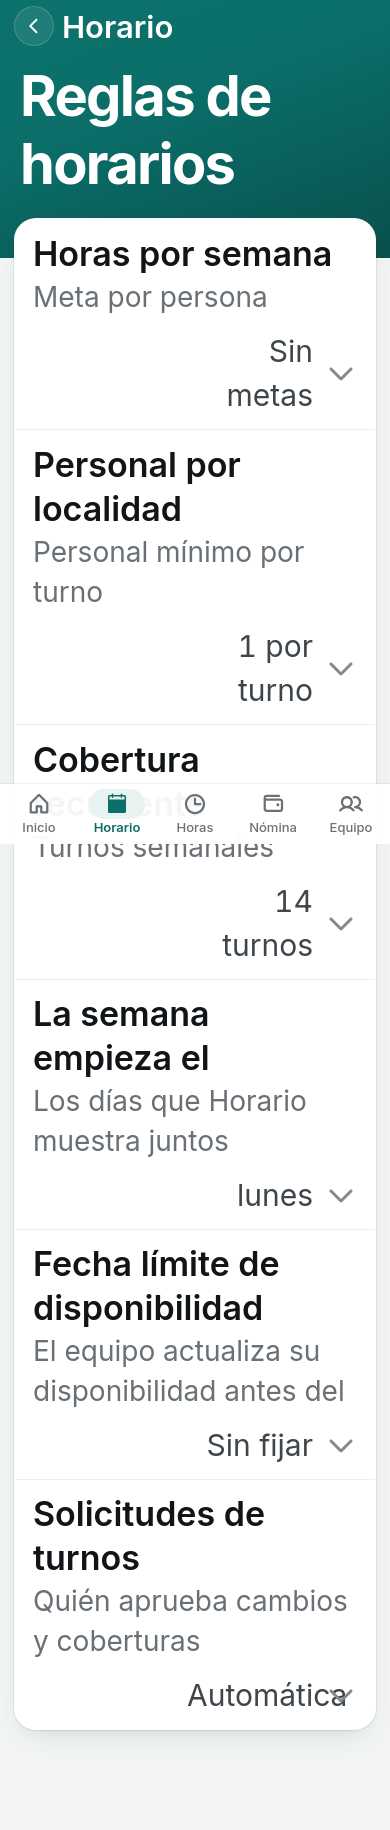 Horario
Reglas de
horarios
Horas por semana
Meta por persona
Sin
metas
Personal por
localidad
Personal mínimo por
turno
1 por
turno
Cobertura
Inicio
Horario
Horas
Nómina
Equipo
Turnos semanales
14
turnos
La semana
empieza el
Los días que Horario
muestra juntos
lunes
Fecha límite de
disponibilidad
El equipo actualiza su
disponibilidad antes del
Sin fijar
Solicitudes de
turnos
Quién aprueba cambios
y coberturas
Automática